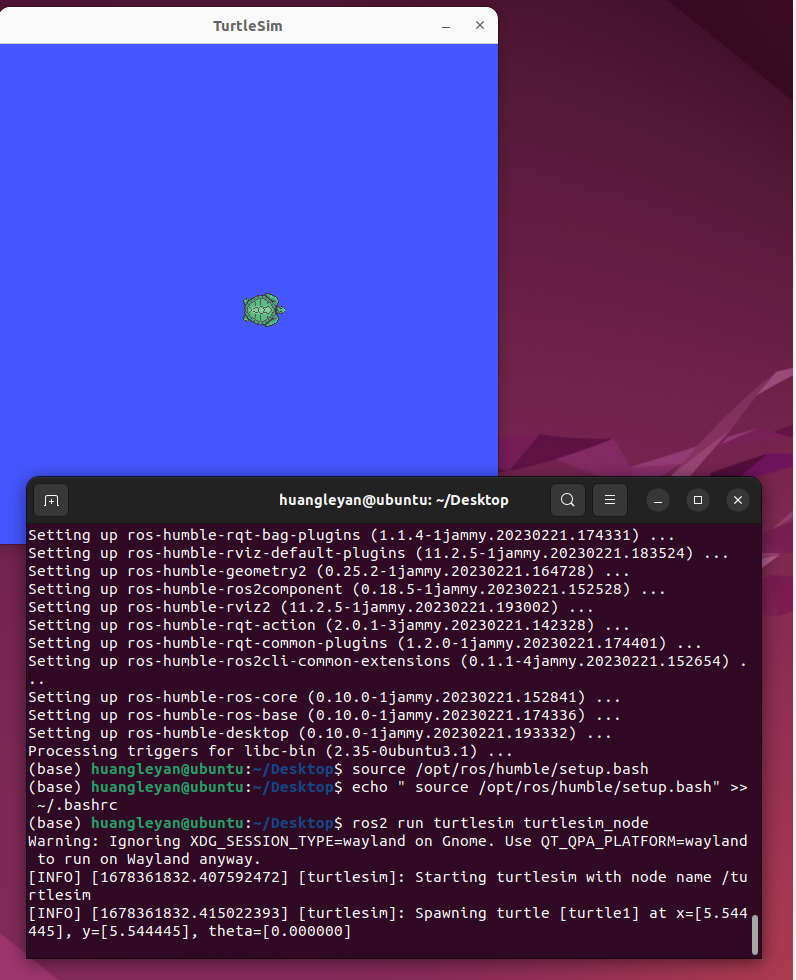 TurtleSim
huangleyan@ubuntu: ~/Desktop
Setting up ros-humble-rqt-bag-plugins (1.1.4-1jammy.20230221.174331) ...
Setting up ros-humble-rviz-default-plugins (11.2.5-1jammy.20230221.183524) ...
Setting up ros-humble-geometry2 (0.25.2-1jammy.20230221.164728) ...
Setting up ros-humble-ros2component (0.18.5-1jammy.20230221.152528) ...
Setting up ros-humble-rviz2 (11.2.5-1jammy.20230221.193002) ...
Setting up ros-humble-rqt-action (2.0.1-3jammy.20230221.142328) ...
Setting up ros-humble-rqt-common-plugins (1.2.0-1jammy.20230221.174401) ...
Setting up ros-humble-ros2cli-common-extensions (0.1.1-4jammy.20230221.152654) .
..
Setting up ros-humble-ros-core (0.10.0-1jammy.20230221.152841) ...
Setting up ros-humble-ros-base (0.10.0-1jammy.20230221.174336) ...
Setting up ros-humble-desktop (0.10.0-1jammy.20230221.193332) ...
Processing triggers for libc-bin (2.35-0ubuntu3.1) ...
(base) huangleyan@ubuntu:~/Desktop$ source /opt/ros/humble/setup.bash
(base) huangleyan@ubuntu:~/Desktop$ echo " source /opt/ros/humble/setup.bash" >>
 ~/.bashrc
(base) huangleyan@ubuntu:~/Desktop$ ros2 run turtlesim turtlesim_node
Warning: Ignoring XDG_SESSION_TYPE=wayland on Gnome. Use QT_QPA_PLATFORM=wayland
 to run on Wayland anyway.
[INFO] [1678361832.407592472] [turtlesim]: Starting turtlesim with node name /tu
rtlesim
[INFO] [1678361832.415022393] [turtlesim]: Spawning turtle [turtle1] at x=[5.544
445], y=[5.544445], theta=[0.000000]